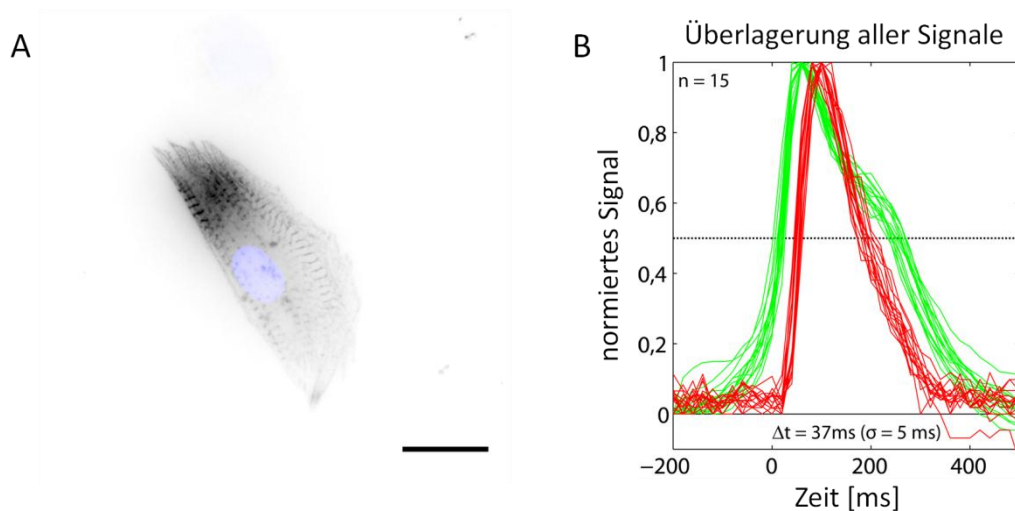 A
B
Überlagerung aller Signale
n = 15
1
0,8
0,6
0,4
0,2
0
normiertes Signal
Δt = 37ms (σ = 5 ms)
−200
0
200
400
Zeit [ms]